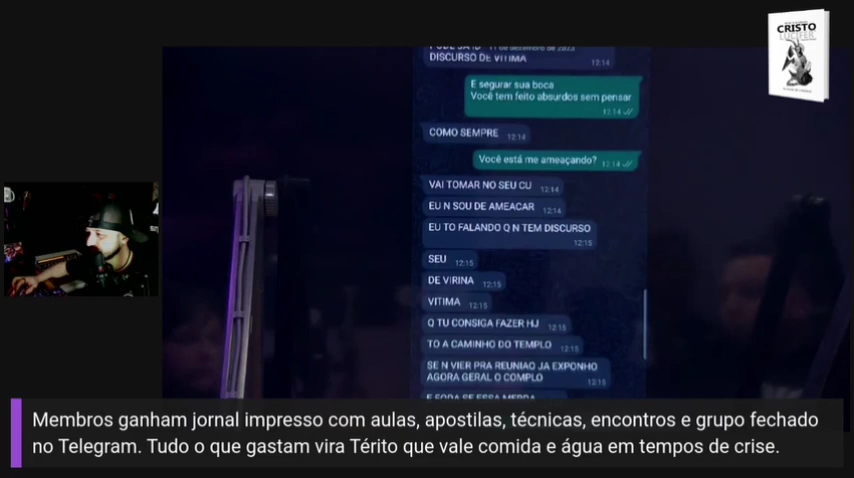 CRISTO
LÚCIFER
DISCURSO DE VITIMA 12:14
E segurar sua boca
Você tem feito absurdos sem pensar
12:14
COMO SEMPRE 12:14
Você está me ameaçando? 12:14
VAI TOMAR NO SEU CU 12:14
EU N SOU DE AMEACAR 12:14
EU TO FALANDO Q N TEM DISCURSO
12:15
SEU 12:15
DE VIRINA 12:15
VITIMA 12:15
Q TU CONSIGA FAZER HJ 12:15
TO A CAMINHO DO TEMPLO 12:15
SE N VIER PRA REUNIAO JA EXPONHO
AGORA GERAL O COMPLO 12:15
E FODA SE ESSA MERDA
Membros ganham jornal impresso com aulas, apostilas, técnicas, encontros e grupo fechado
no Telegram. Tudo o que gastam vira Térito que vale comida e água em tempos de crise.